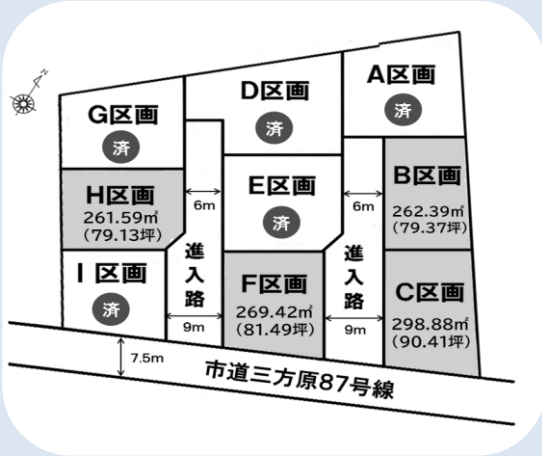 N
A区画
済
D区画
済
G区画
済
H区画
261.59㎡
(79.13坪)
6m
E区画
済
6m
B区画
262.39㎡
(79.37坪)
I区画
済
進入路
9m
F区画
269.42㎡
(81.49坪)
進入路
9m
C区画
298.88㎡
(90.41坪)
7.5m
市道三方原87号線